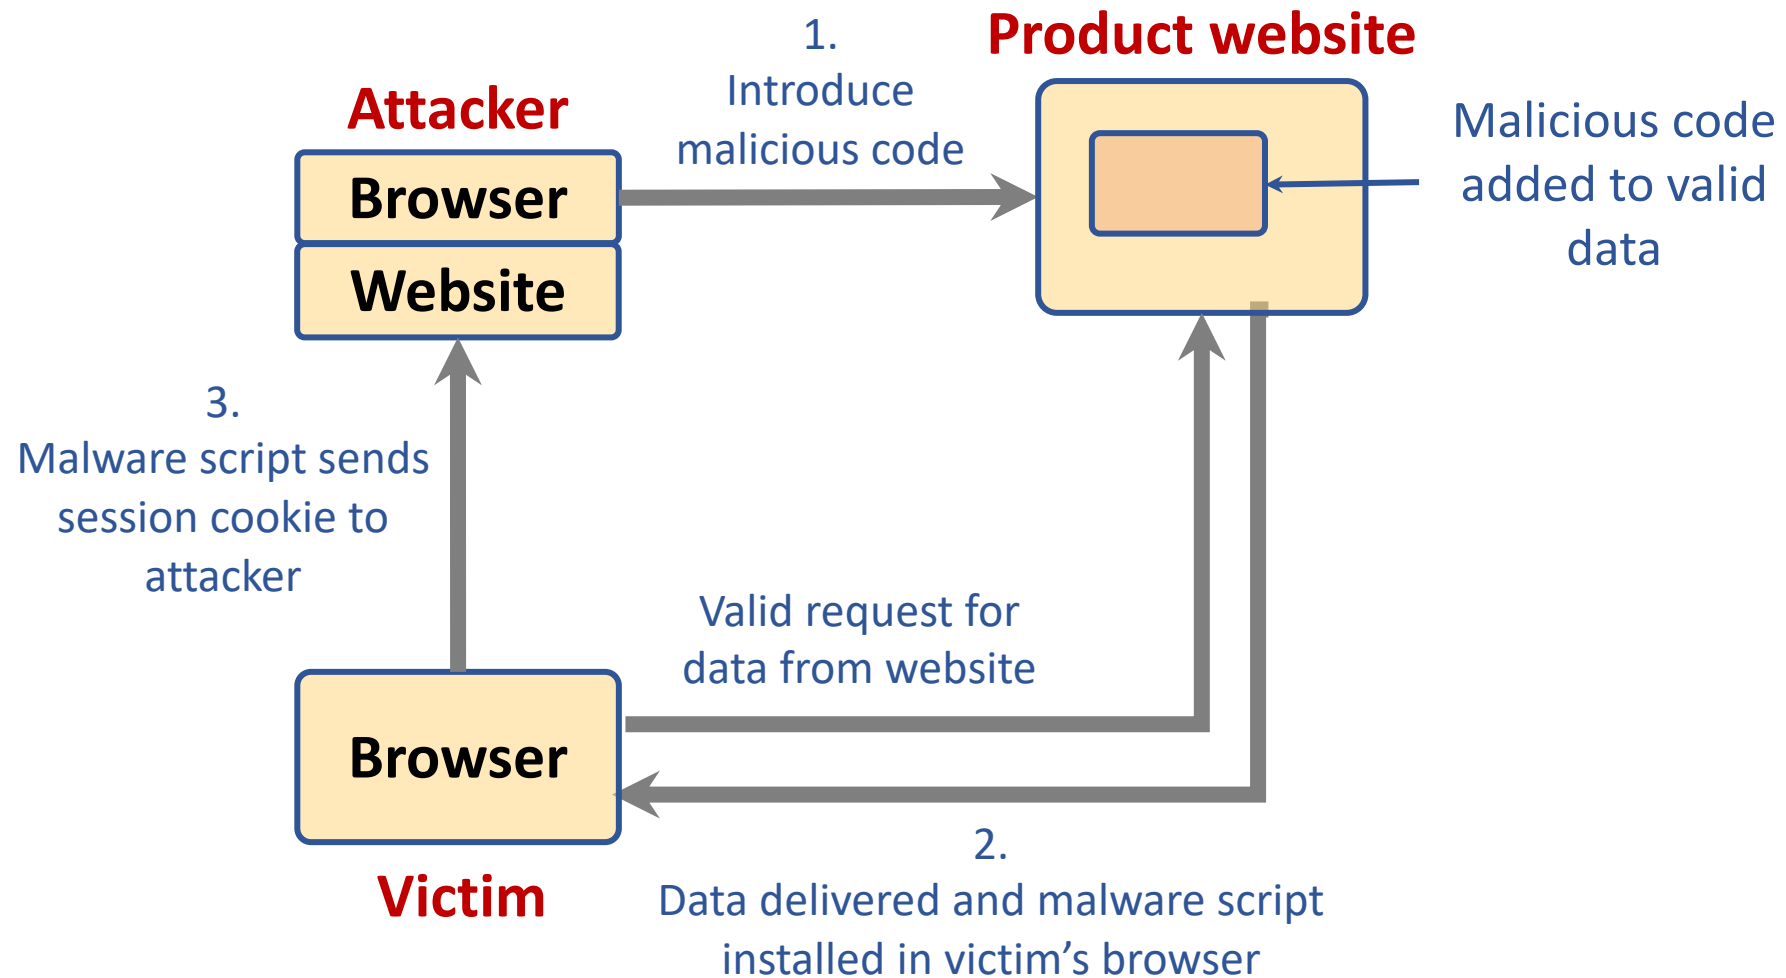 1.
Introduce
malicious code
Product website
Attacker
Browser
Website
Malicious code
added to valid
data
3.
Malware script sends
session cookie to
attacker
Valid request for
data from website
Browser
Victim
2.
Data delivered and malware script
installed in victim’s browser